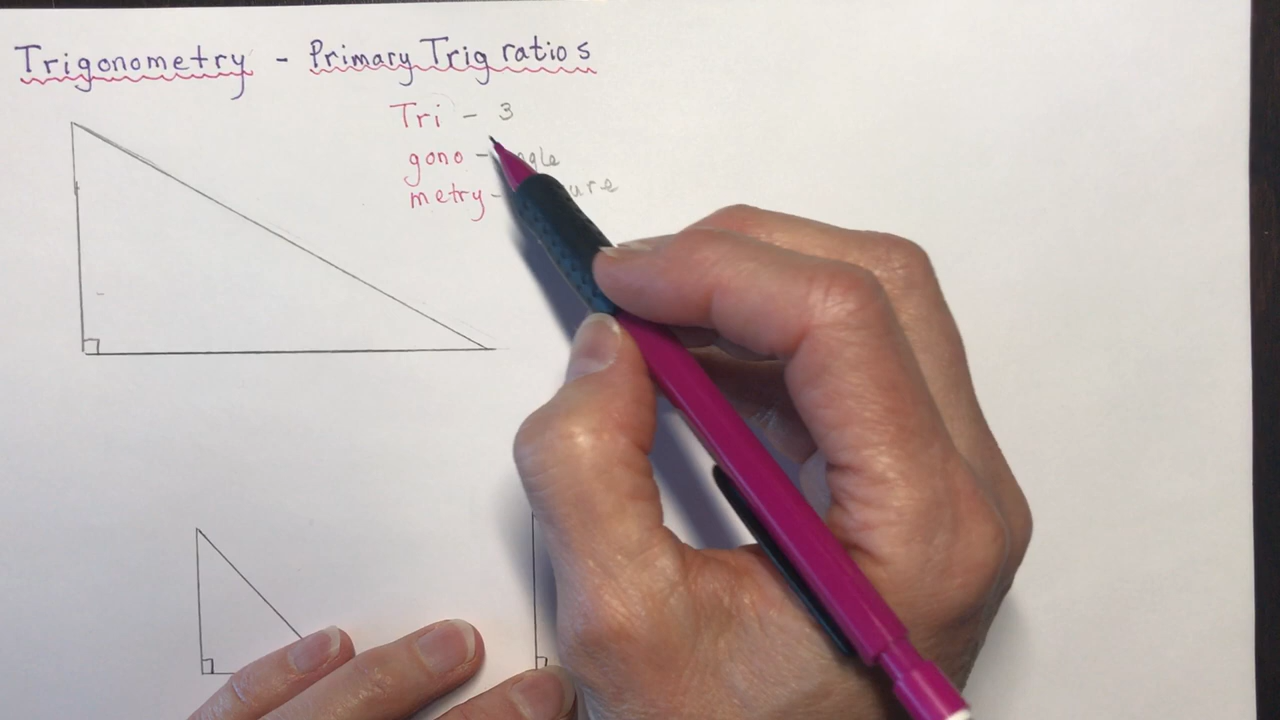 Trigonometry - Primary Trig ratios
Tri - 3
gono -
metry -